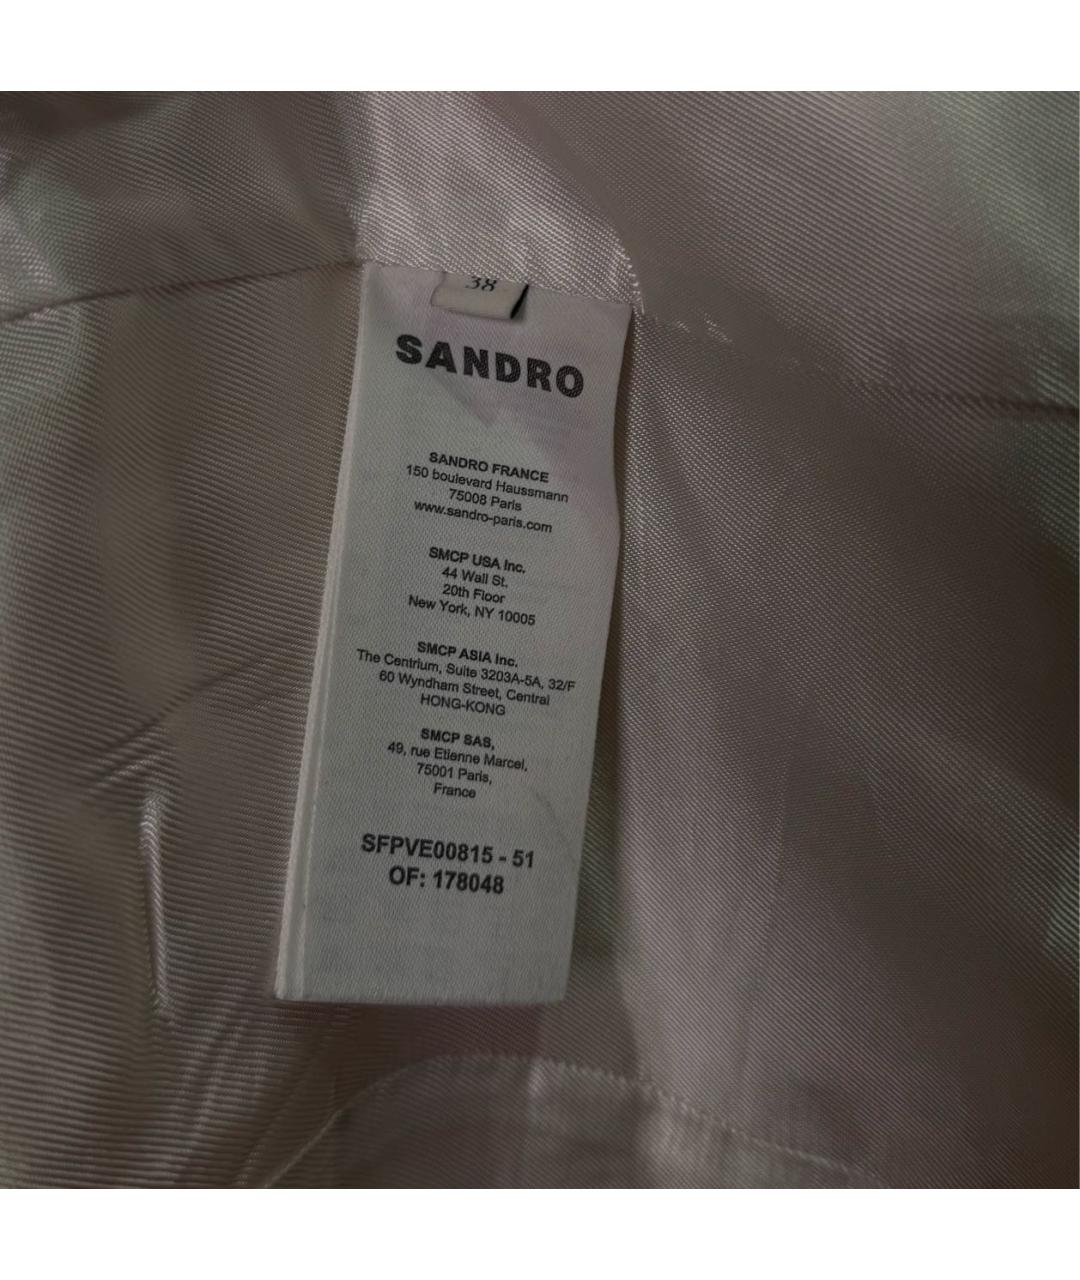 38
SANDRO
SANDRO FRANCE
150 boulevard Haussmann
75008 Paris
www.sandro-paris.com
SMCP USA Inc.
44 Wall St.
20th Floor
New York, NY 10005
SMCP ASIA Inc.
The Centrium, Suite 3203A-5A, 32/F
60 Wyndham Street, Central
HONG-KONG
SMCP SAS,
49, rue Etienne Marcel,
75001 Paris,
France
SFPVE00815 - 51
OF: 178048